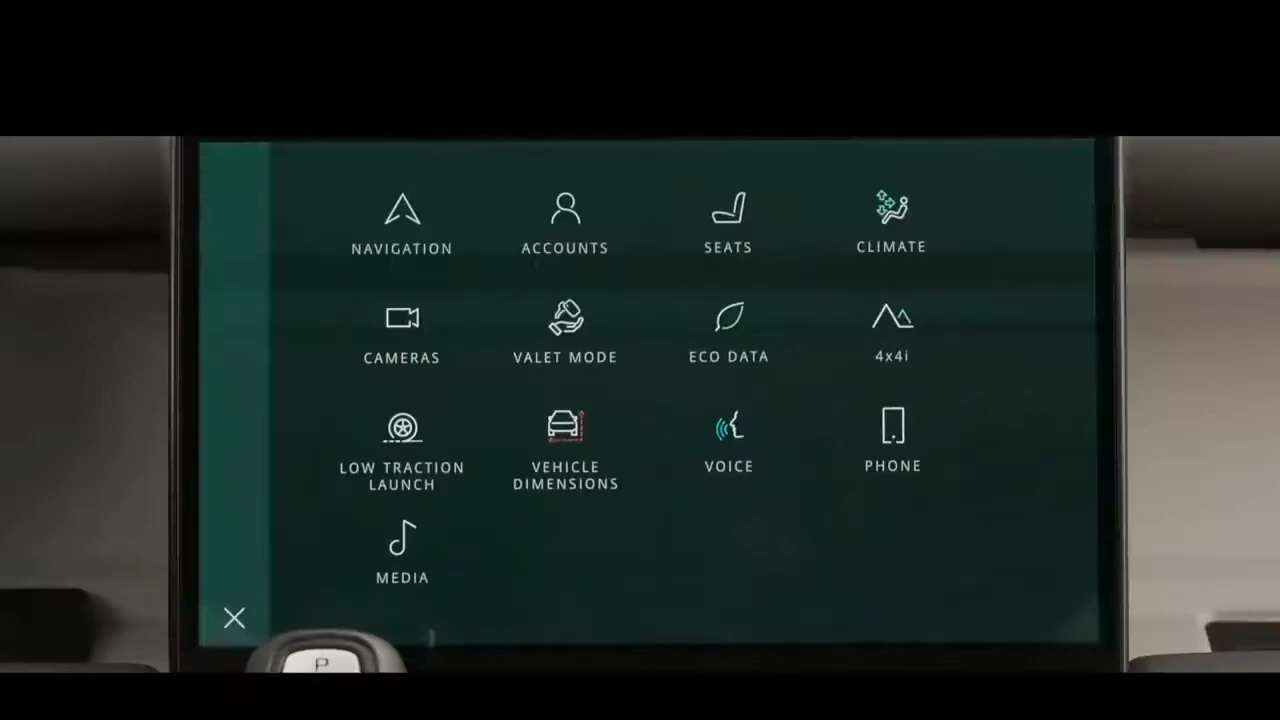 NAVIGATION
ACCOUNTS
SEATS
CLIMATE
CAMERAS
VALET MODE
ECO DATA
4x4i
LOW TRACTION
LAUNCH
VEHICLE
DIMENSIONS
VOICE
PHONE
MEDIA
P